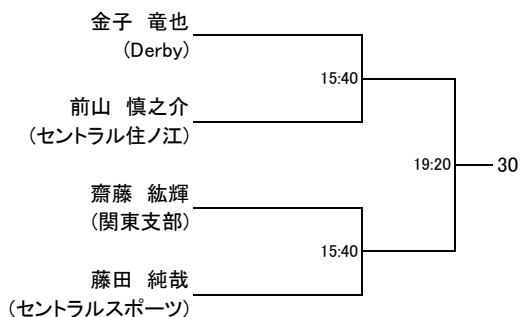 金子 竜也
(Derby)
15:40
前山 慎之介
(セントラル住ノ江)
19:20
30
齋藤 紘輝
(関東支部)
15:40
藤田 純哉
(セントラルスポーツ)